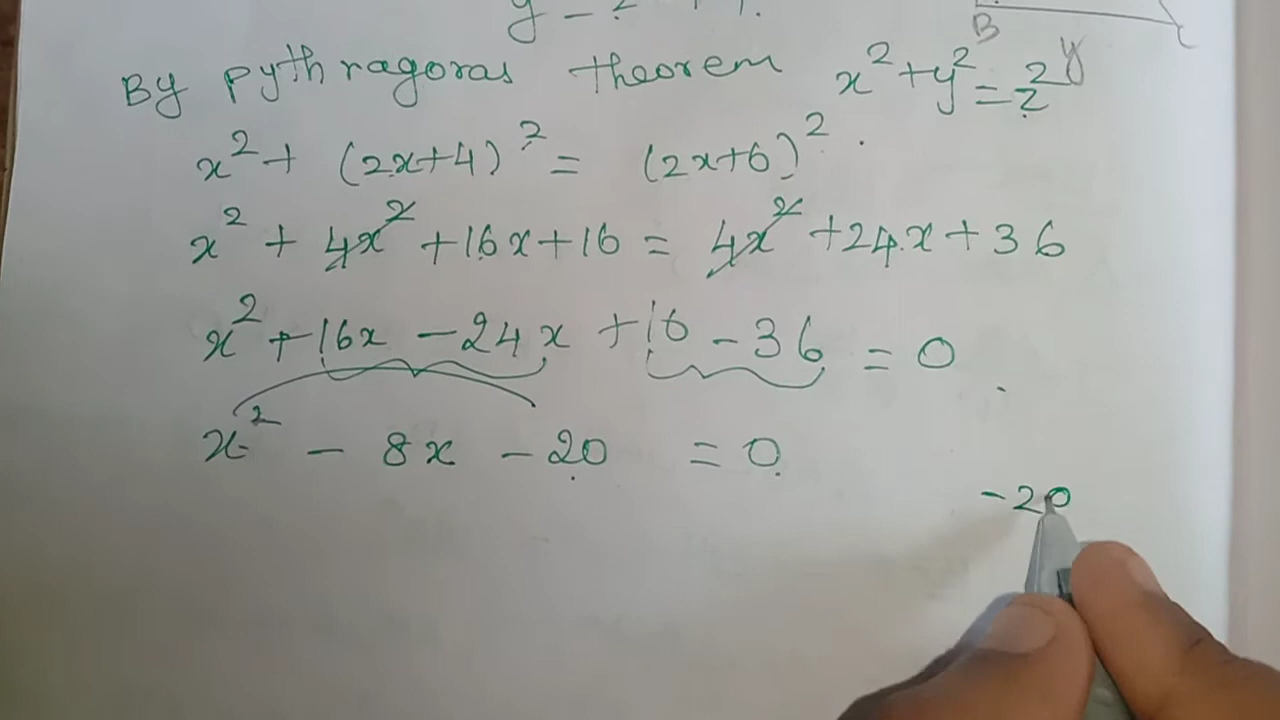 B
By pythragoras theorem x² + y² = z²
x² + (2x+4)² = (2x+6)².
x² + 4x² + 16x + 16 = 4x² + 24x + 36
x² + 16x - 24x + 16 - 36 = 0
x² - 8x - 20 = 0
-20